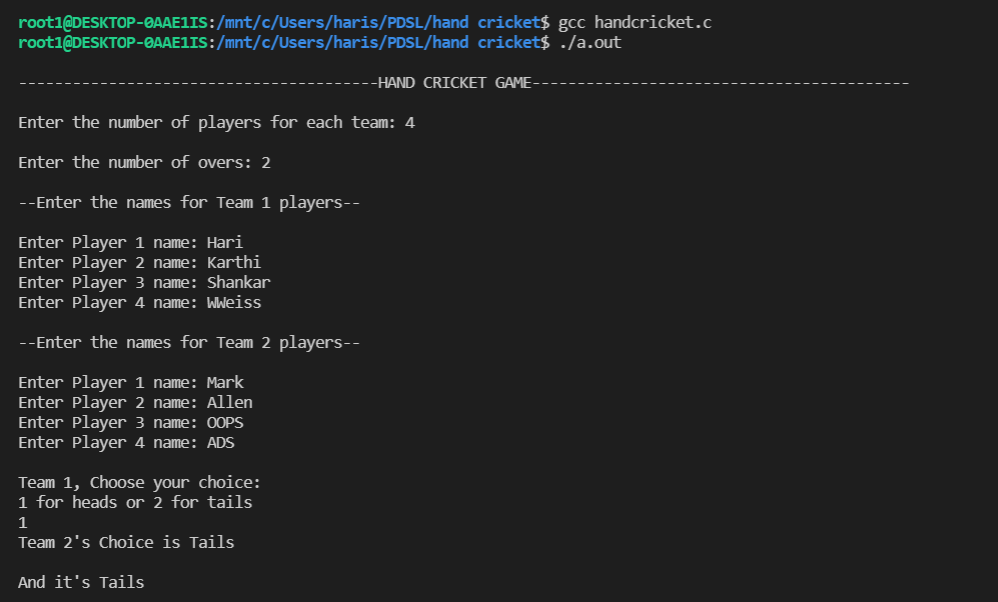 root1@DESKTOP-0AAE1IS:/mnt/c/Users/haris/PDSL/hand cricket$ gcc handcricket.c
root1@DESKTOP-0AAE1IS:/mnt/c/Users/haris/PDSL/hand cricket$ ./a.out
----------------------------------------HAND CRICKET GAME------------------------------------------
Enter the number of players for each team: 4
Enter the number of overs: 2
--Enter the names for Team 1 players--
Enter Player 1 name: Hari
Enter Player 2 name: Karthi
Enter Player 3 name: Shankar
Enter Player 4 name: WWeiss
--Enter the names for Team 2 players--
Enter Player 1 name: Mark
Enter Player 2 name: Allen
Enter Player 3 name: OOPS
Enter Player 4 name: ADS
Team 1, Choose your choice:
1 for heads or 2 for tails
1
Team 2's Choice is Tails
And it's Tails